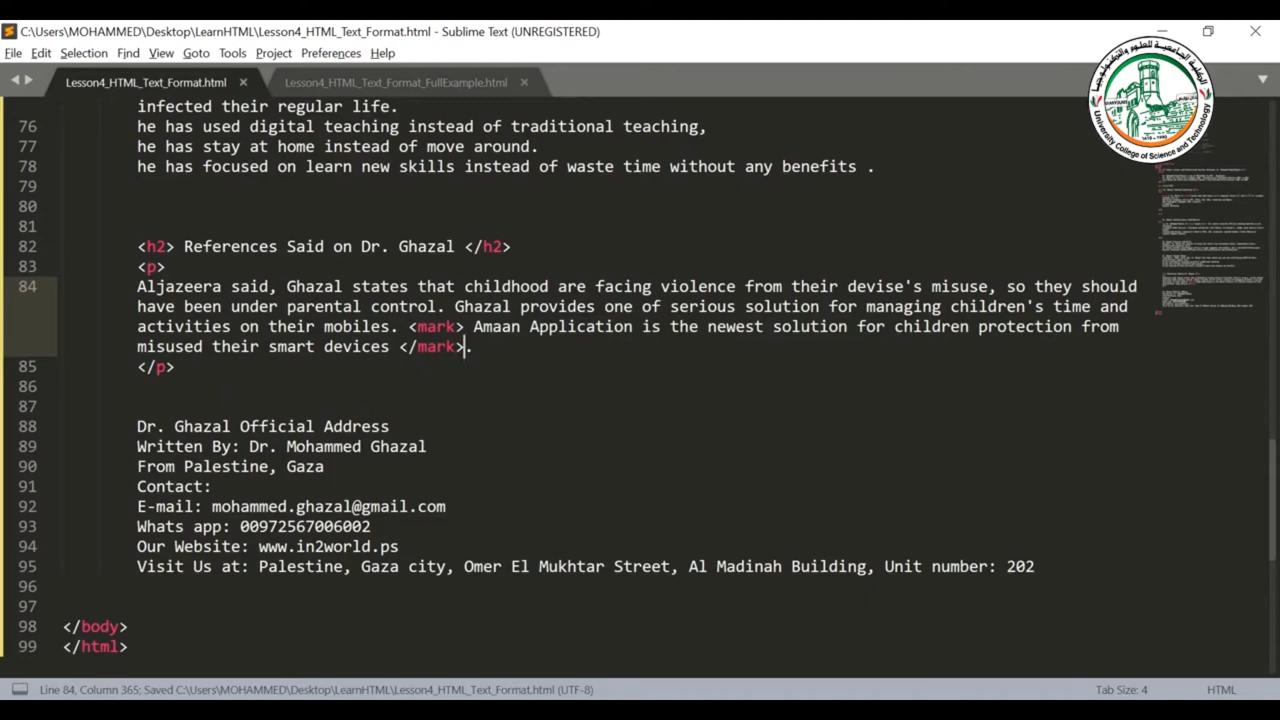 C:\Users\MOHAMMED\Desktop\LearnHTML\Lesson4_HTML_Text_Format.html - Sublime Text (UNREGISTERED)
File Edit Selection Find View Goto Tools Project Preferences Help
Lesson4_HTML_Text_Format.html Lesson4_HTML_Text_Format_FullExample.html
University College of Science and Technology
infected their regular life.
76 he has used digital teaching instead of traditional teaching,
77 he has stay at home instead of move around.
78 he has focused on learn new skills instead of waste time without any benefits .
79
80
81
82 <h2> References Said on Dr. Ghazal </h2>
83 <p>
84 Aljazeera said, Ghazal states that childhood are facing violence from their devise's misuse, so they should
have been under parental control. Gazal provides one of serious solution for managing children's time and
activities on their mobiles. <mark> Amaan Application is the newest solution for children protection from
misused their smart devices </mark>.
85 </p>
86
87
88 Dr. Ghazal Official Address
89 Written By: Dr. Mohammed Ghazal
90 From Palestine, Gaza
91 Contact:
92 E-mail: mohammed.ghazal@gmail.com
93 Whats app: 00972567006002
94 Our Website: www.in2world.ps
95 Visit Us at: Palestine, Gaza city, Omer El Mukhtar Street, Al Madinah Building, Unit number: 202
96
97
98 </body>
99 </html>
Line 84, Column 365; Saved C:\Users\MOHAMMED\Desktop\LearnHTML\Lesson4_HTML_Text_Format.html (UTF-8) Tab Size: 4 HTML